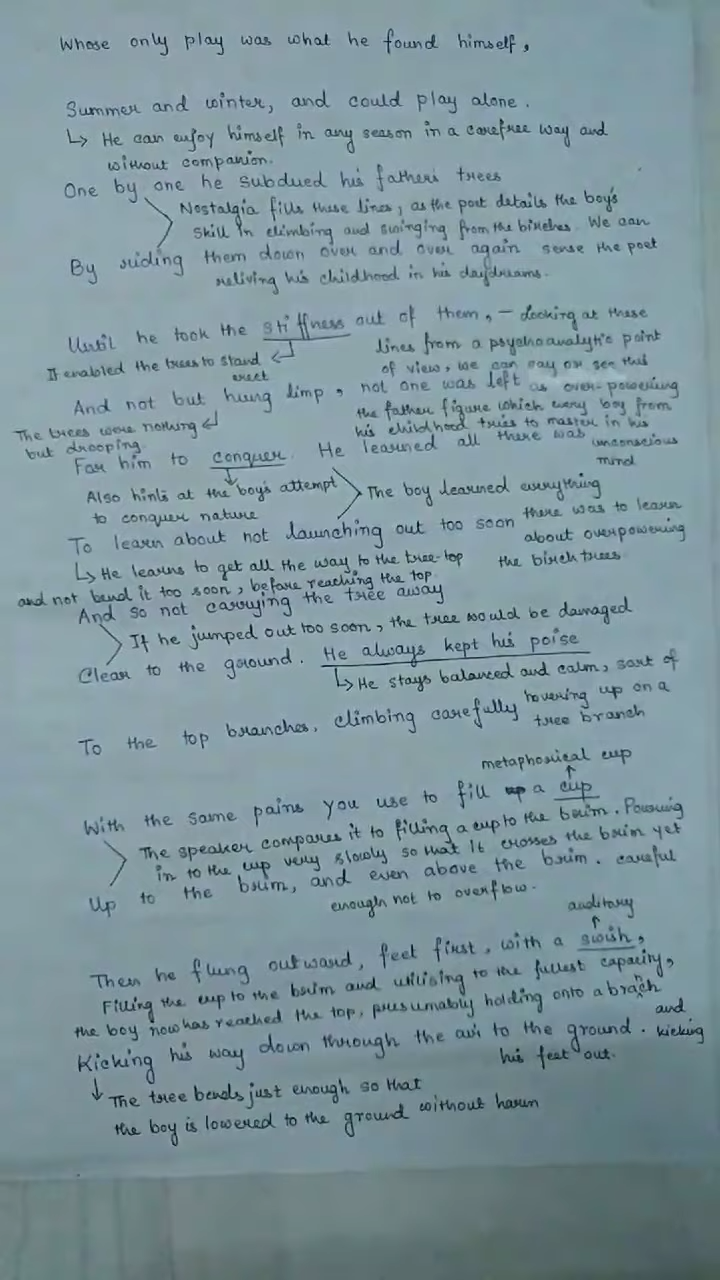 Whose only play was what he found himself,
Summer and winter, and could play alone.
↳ He can enjoy himself in any season in a carefree way and
without companion.
One by one he subdued his father's trees
Nostalgia fills these lines, as the poet details the boy's
skill in climbing and swinging from the birches. We can
By riding them down over and over again sense the poet
reliving his childhood in his daydreams.
Until he took the stiffness out of them, – Looking at these
lines from a psychoanalytic point
It enabled the trees to stand
erect
of view, we can say or see this
And not but hung limp, not one was left as over-powering
The trees were nothing
but drooping.
the father figure which every boy from
his childhood tries to master in his
unconscious
mind
For him to conquer. He learned all there was
Also hints at the boy's attempt
to conquer nature
The boy learned everything
there was to learn
about overpowering
the birch trees.
To learn about not launching out too soon
↳ He learns to get all the way to the tree-top
and not bend it too soon, before reaching the top.
And so not carrying the tree away
If he jumped out too soon, the tree would be damaged
Clear to the ground. He always kept his poise
↳ He stays balanced and calm, sort of
hovering up on a
tree branch
To the top branches, climbing carefully
metaphorical cup
With the same pains you use to fill a cup
The speaker compares it to filling a cup to the brim. Pouring
in to the cup very slowly so that it crosses the brim yet
Up to the brim, and even above the brim. careful
enough not to overflow.
auditory
Then he flung outward, feet first, with a swish,
Filling the cup to the brim and utilising to the fullest capacity,
the boy now has reached the top, presumably holding onto a branch
and
kicking
his feet out.
Kicking his way down through the air to the ground.
The tree bends just enough so that
the boy is lowered to the ground without harm